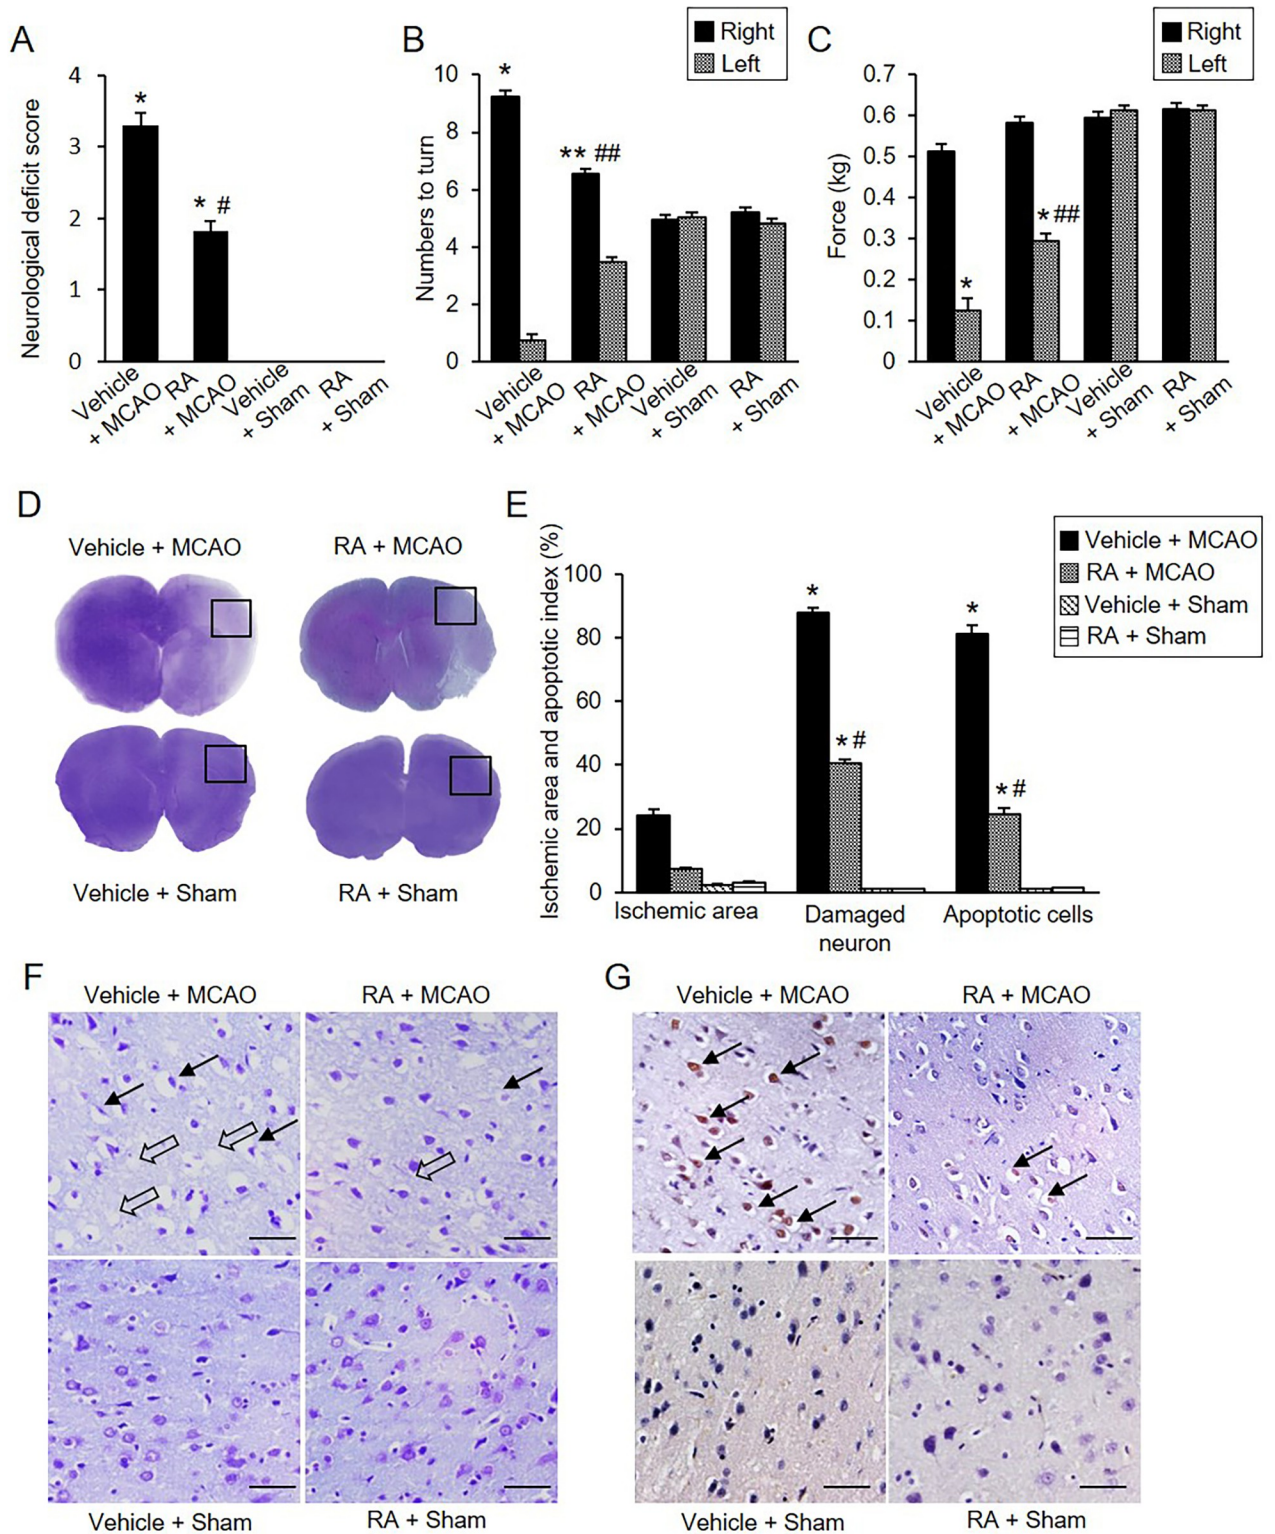 A
Neurological deficit score
4
3
2
1
0
*
* #
Vehicle
+ MCAO
RA
+ MCAO
Vehicle
+ Sham
RA
+ Sham
B
Right
Left
Numbers to turn
10
8
6
4
2
0
*
** ##
Vehicle
+ MCAO
RA
+ MCAO
Vehicle
+ Sham
RA
+ Sham
C
Right
Left
Force (kg)
0.7
0.6
0.5
0.4
0.3
0.2
0.1
0
*
* ##
Vehicle
+ MCAO
RA
+ MCAO
Vehicle
+ Sham
RA
+ Sham
D
Vehicle + MCAO
RA + MCAO
Vehicle + Sham
RA + Sham
E
Ischemic area and apoptotic index (%)
100
80
60
40
20
0
*
* #
*
* #
Ischemic area
Damaged
neuron
Apoptotic cells
Vehicle + MCAO
RA + MCAO
Vehicle + Sham
RA + Sham
F
Vehicle + MCAO
RA + MCAO
Vehicle + Sham
RA + Sham
G
Vehicle + MCAO
RA + MCAO
Vehicle + Sham
RA + Sham